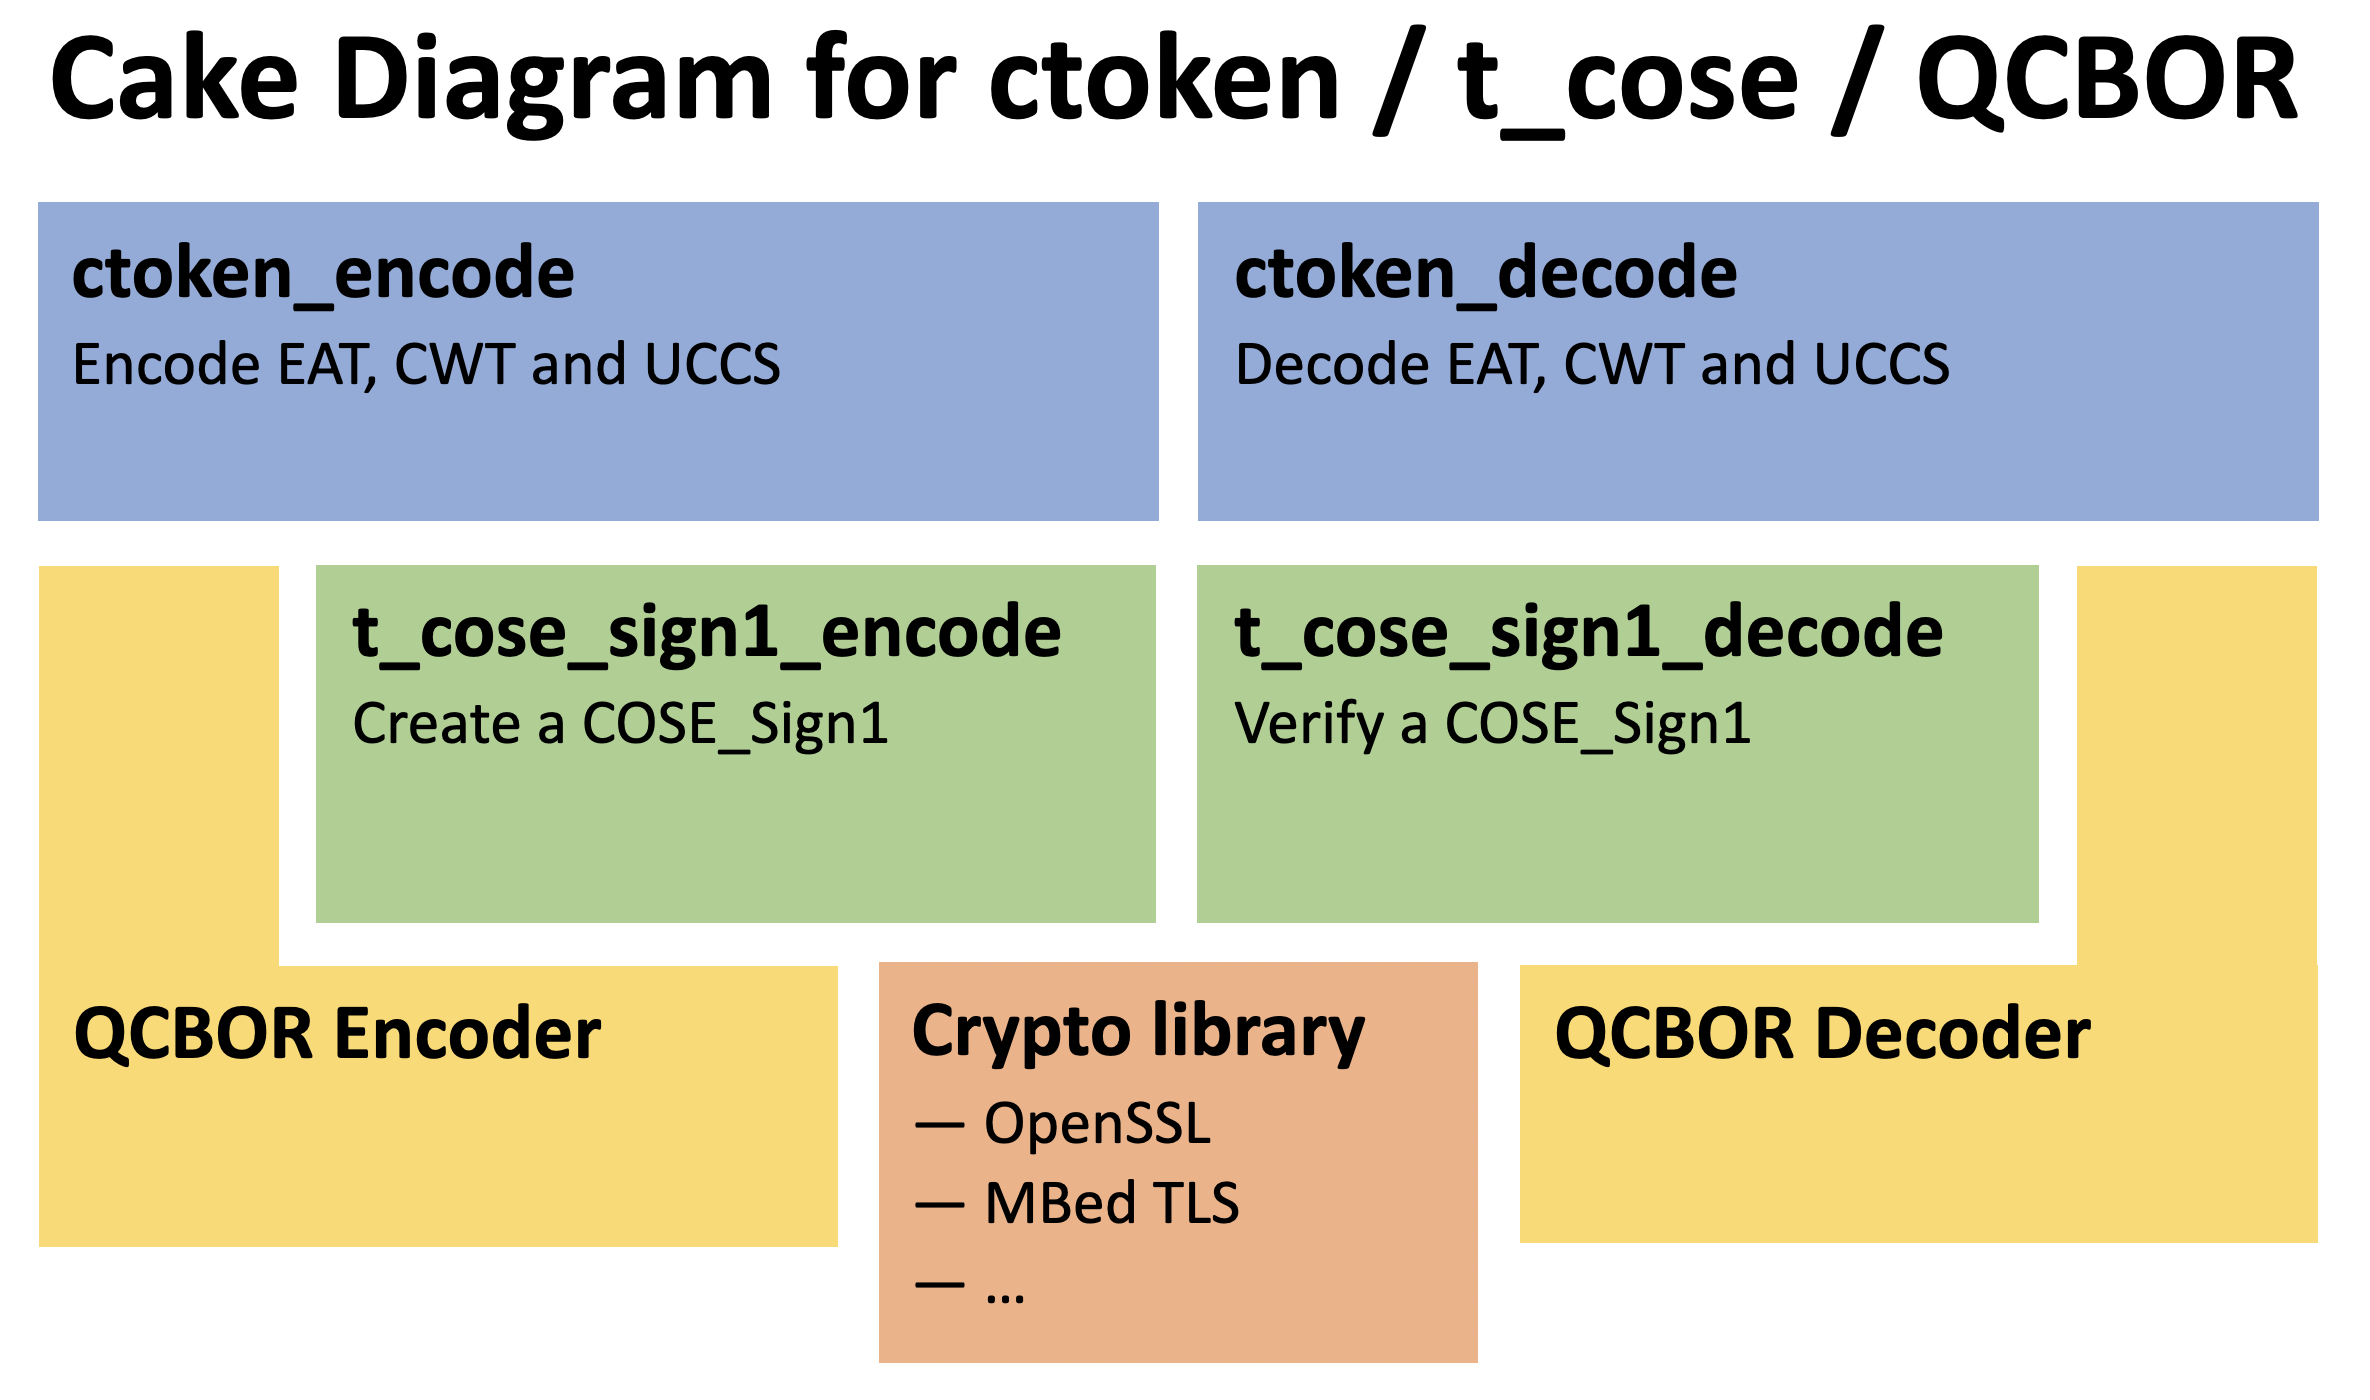 Cake Diagram for ctoken / t_cose / QCBOR
ctoken_encode
Encode EAT, CWT and UCCS
ctoken_decode
Decode EAT, CWT and UCCS
t_cose_sign1_encode
Create a COSE_Sign1
t_cose_sign1_decode
Verify a COSE_Sign1
QCBOR Encoder
Crypto library
— OpenSSL
— MBed TLS
— ...
QCBOR Decoder